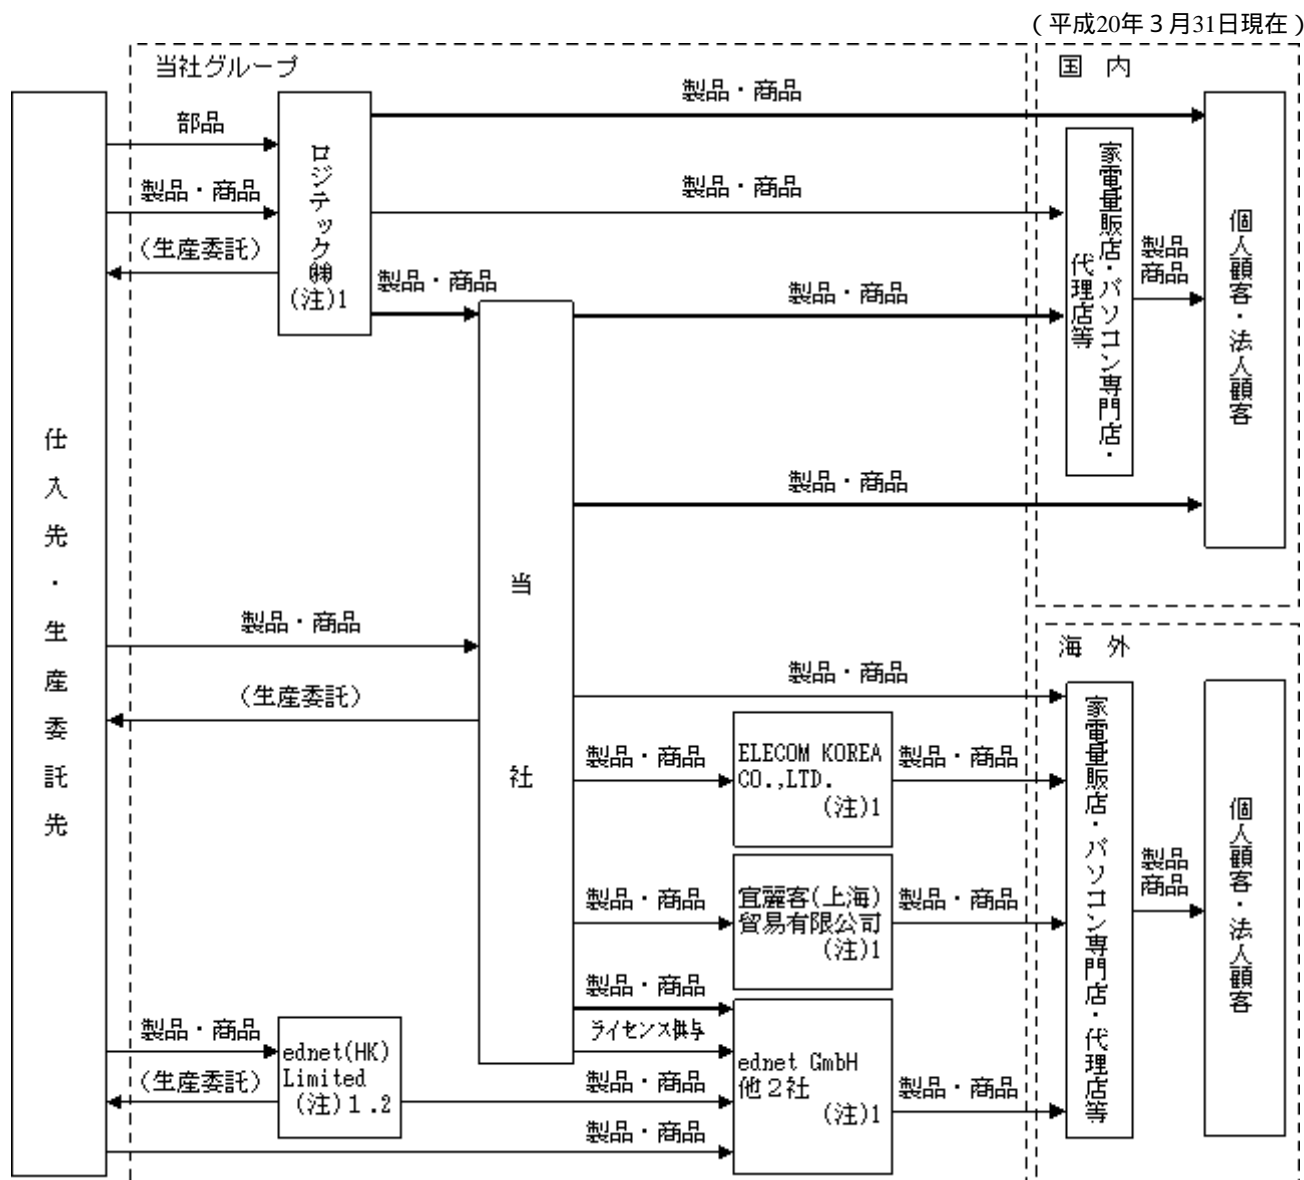 （平成20年３月31日現在）
当社グループ
国　内
製品・商品
部品
ロジテック㈱
(注)1
製品・商品
製品・商品
（生産委託）
製品・商品
製品・商品
家電量販店・パソコン専門店・
代理店等
製品
商品
個人顧客・法人顧客
仕入先・生産委託先
製品・商品
当社
製品・商品
（生産委託）
海　外
製品・商品
製品・商品
ELECOM KOREA
CO.,LTD.
(注)1
製品・商品
製品・商品
宜麗客(上海)
貿易有限公司
(注)1
製品・商品
家電量販店・パソコン専門店・代理店等
製品
商品
個人顧客・法人顧客
製品・商品
ライセンス供与
製品・商品
（生産委託）
ednet(HK)
Limited
(注)１.２
製品・商品
製品・商品
ednet GmbH
他２社
(注)1
製品・商品